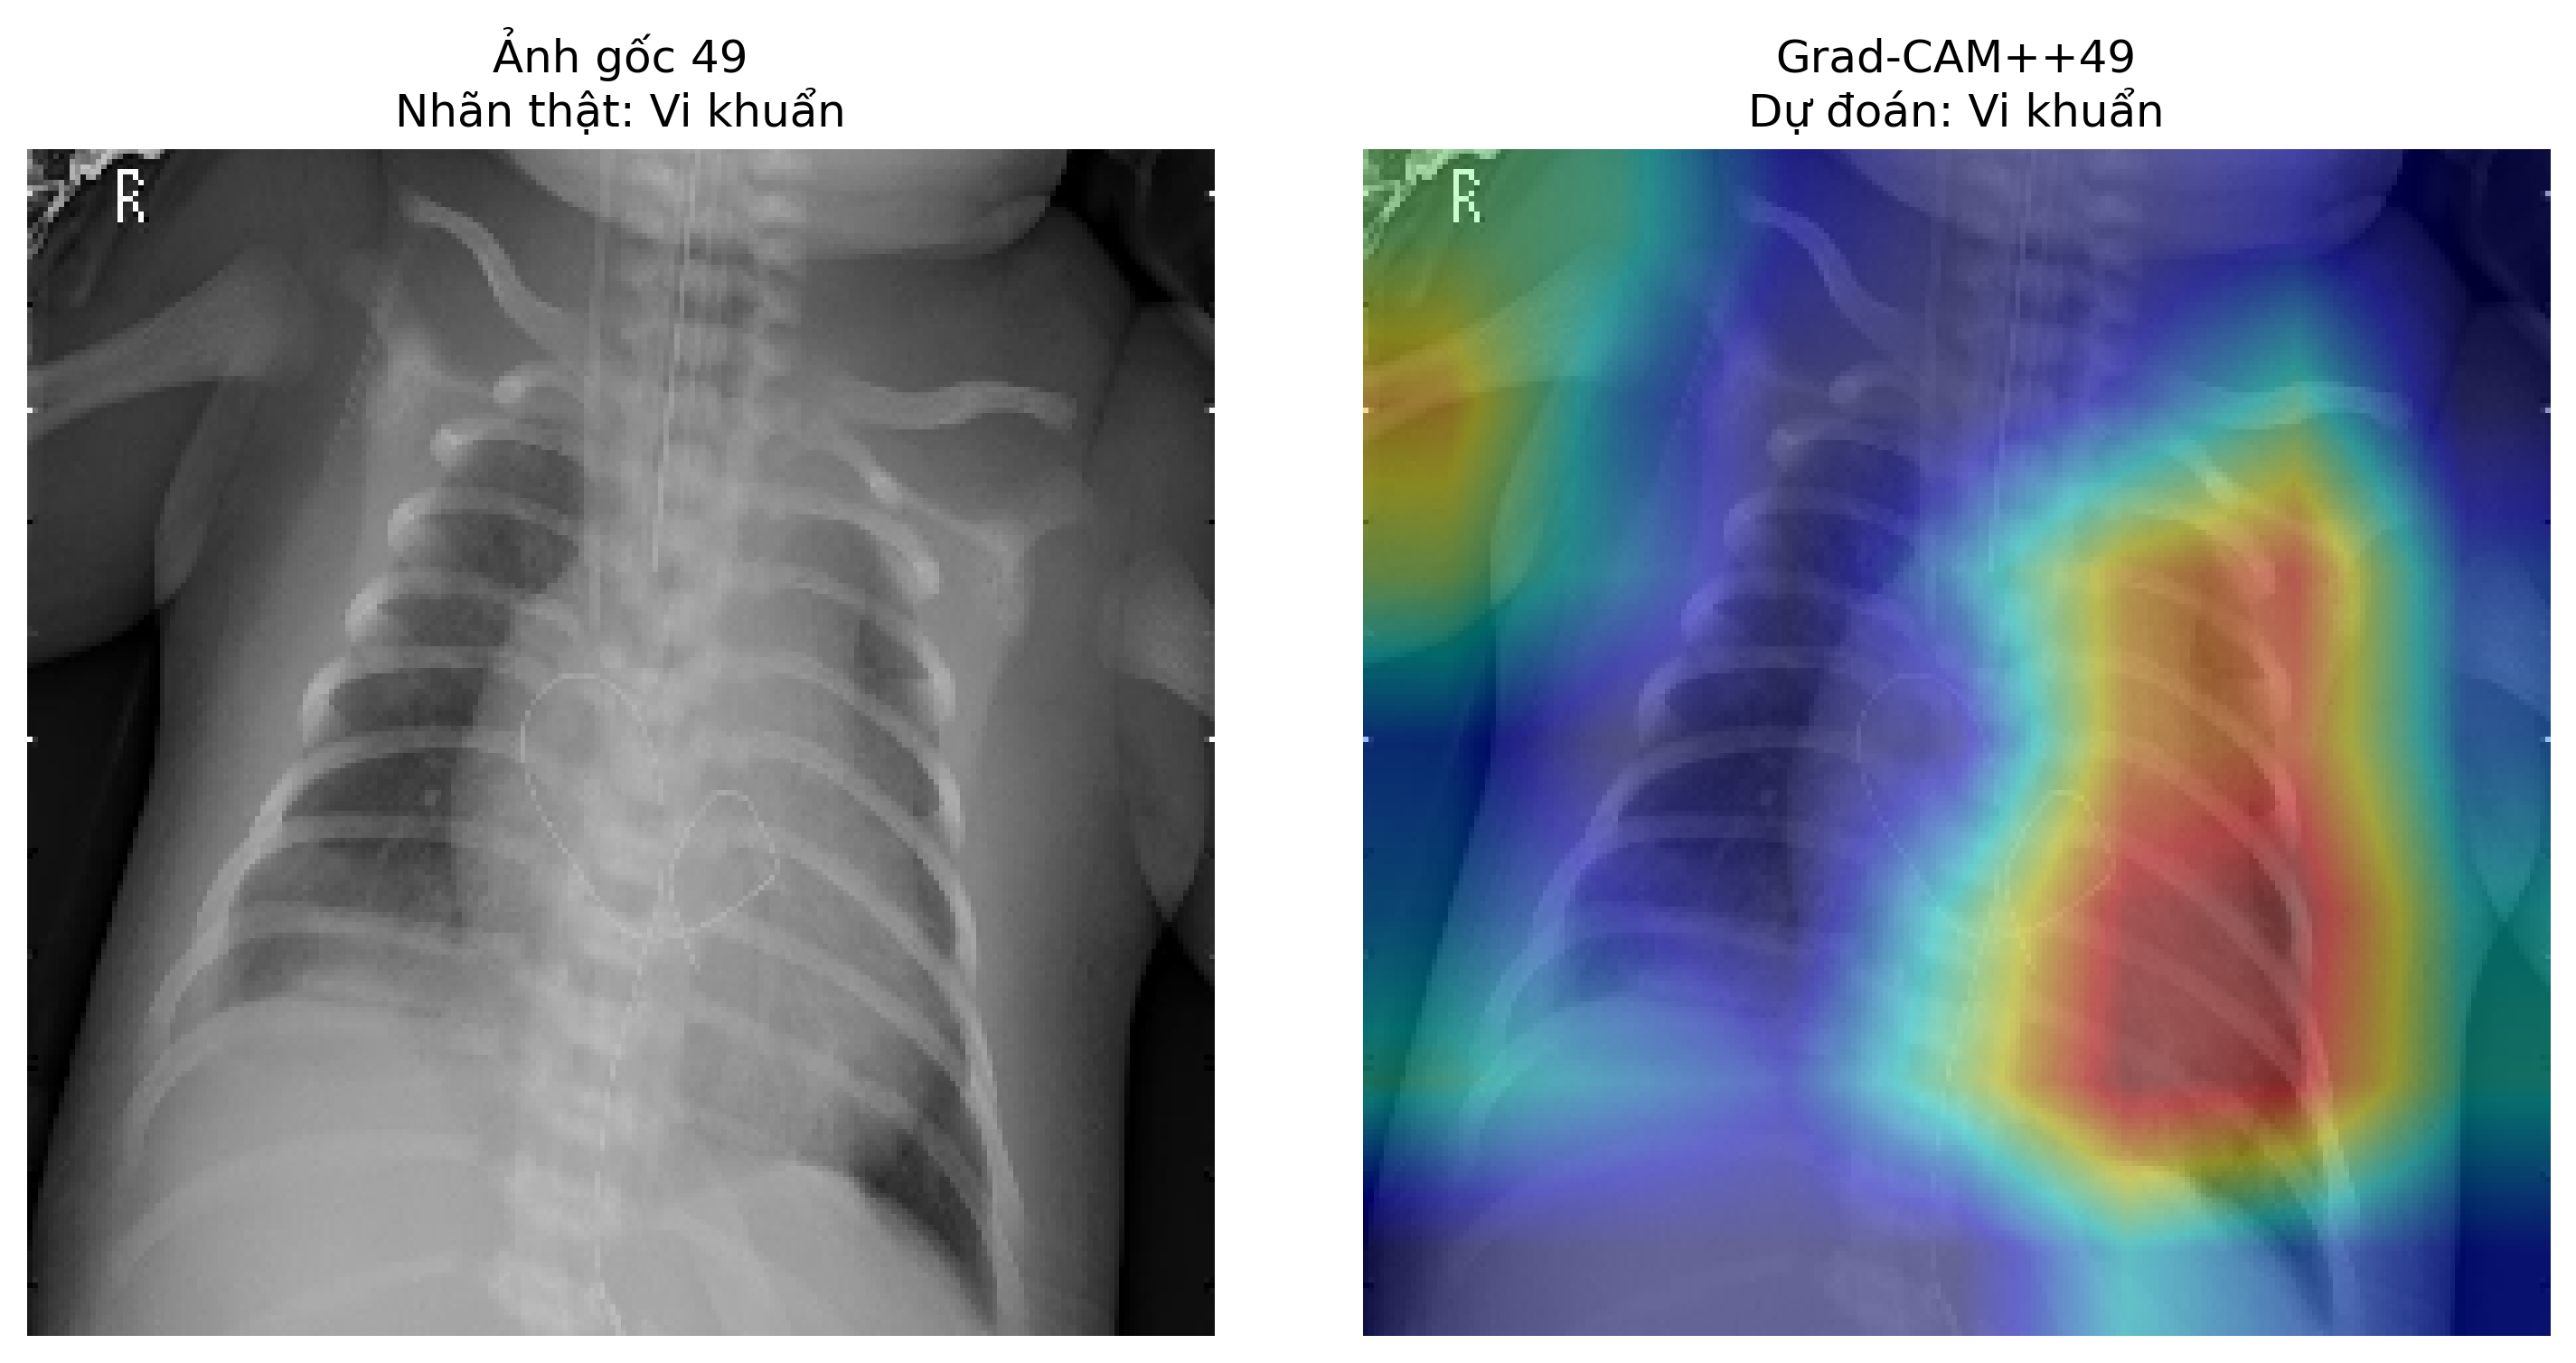 Ảnh gốc 49
Nhãn thật: Vi khuẩn
R
Grad-CAM++49
Dự đoán: Vi khuẩn
R